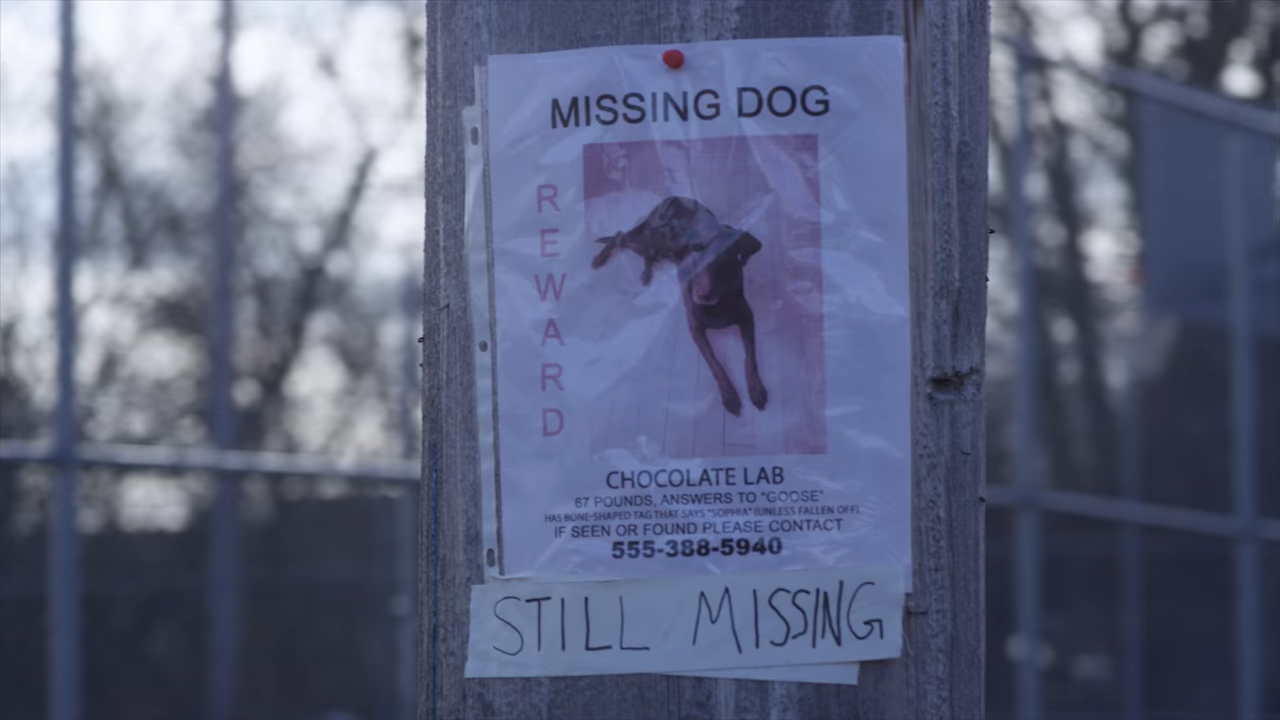 MISSING DOG
REWARD
CHOCOLATE LAB
67 POUNDS, ANSWERS TO "GOOSE"
HAS BONE-SHAPED TAG THAT SAYS "SOPHIA" (UNLESS FALLEN OFF)
IF SEEN OR FOUND PLEASE CONTACT
555-388-5940
STILL MISSING